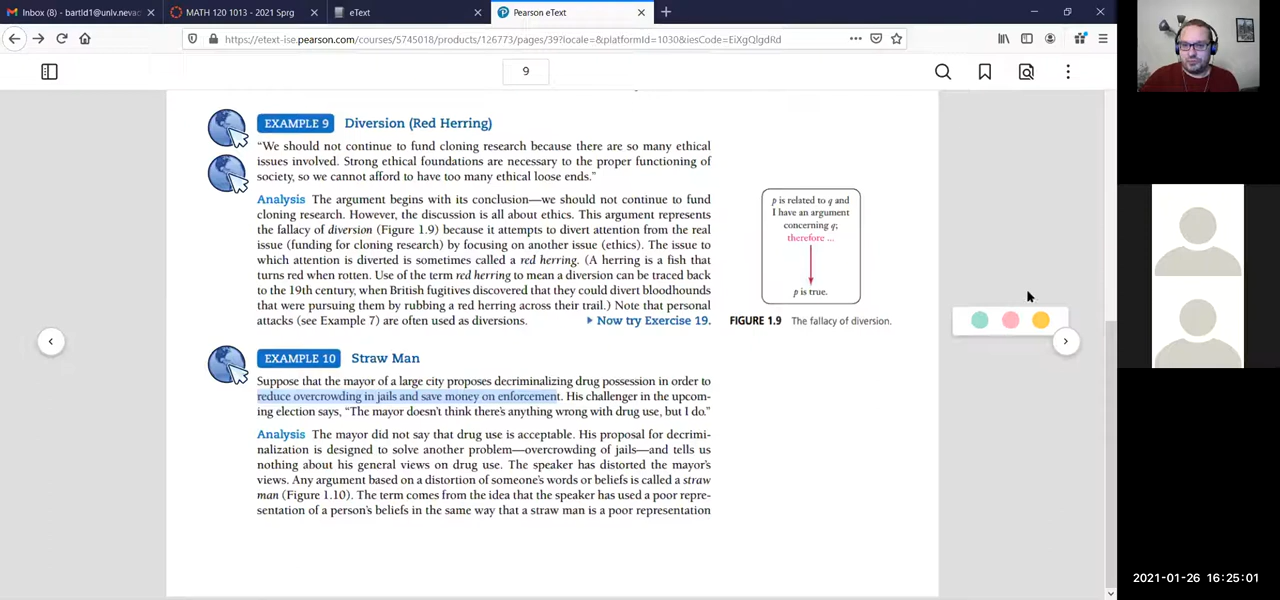 Inbox (8) - bartld1@unlv.nevad
MATH 120 1013 - 2021 Sprg
eText
Pearson eText
https://etext-ise.pearson.com/courses/5745018/products/126773/pages/39?locale=&platformId=1030&iesCode=EiXgQlgdRd
9
EXAMPLE 9 Diversion (Red Herring)
“We should not continue to fund cloning research because there are so many ethical
issues involved. Strong ethical foundations are necessary to the proper functioning of
society, so we cannot afford to have too many ethical loose ends.”
Analysis The argument begins with its conclusion—we should not continue to fund
cloning research. However, the discussion is all about ethics. This argument represents
the fallacy of diversion (Figure 1.9) because it attempts to divert attention from the real
issue (funding for cloning research) by focusing on another issue (ethics). The issue to
which attention is diverted is sometimes called a red herring. (A herring is a fish that
turns red when rotten. Use of the term red herring to mean a diversion can be traced back
to the 19th century, when British fugitives discovered that they could divert bloodhounds
that were pursuing them by rubbing a red herring across their trail.) Note that personal
attacks (see Example 7) are often used as diversions. Now try Exercise 19.
p is related to q and
I have an argument
concerning q;
therefore ...
p is true.
FIGURE 1.9 The fallacy of diversion.
EXAMPLE 10 Straw Man
Suppose that the mayor of a large city proposes decriminalizing drug possession in order to
reduce overcrowding in jails and save money on enforcement. His challenger in the upcom-
ing election says, “The mayor doesn’t think there’s anything wrong with drug use, but I do.”
Analysis The mayor did not say that drug use is acceptable. His proposal for decrimi-
nalization is designed to solve another problem—overcrowding of jails—and tells us
nothing about his general views on drug use. The speaker has distorted the mayor’s
views. Any argument based on a distortion of someone’s words or beliefs is called a straw
man (Figure 1.10). The term comes from the idea that the speaker has used a poor repre-
sentation of a person’s beliefs in the same way that a straw man is a poor representation
2021-01-26 16:25:01